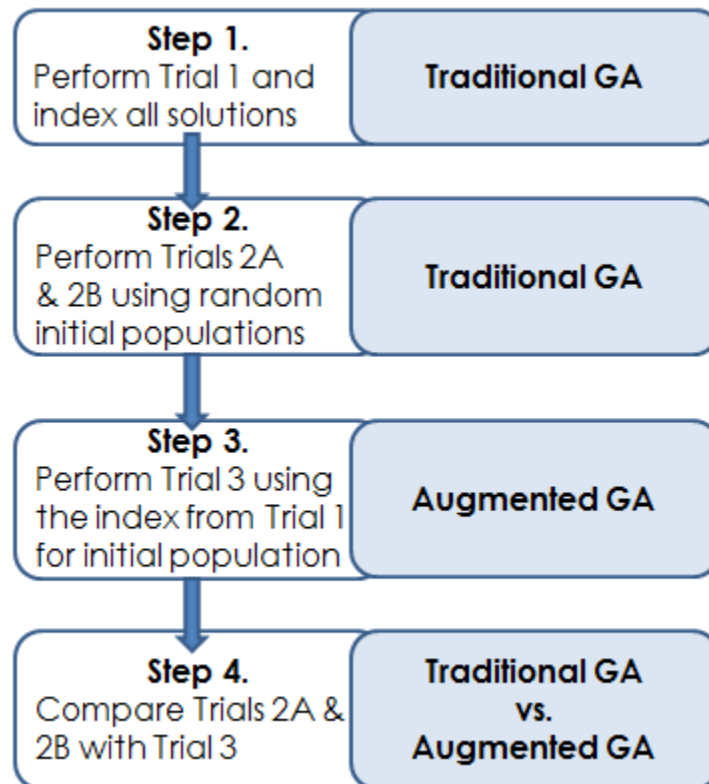 Step 1.
Perform Trial 1 and
index all solutions
Traditional GA
Step 2.
Perform Trials 2A
& 2B using random
initial populations
Traditional GA
Step 3.
Perform Trial 3 using
the index from Trial 1
for initial population
Augmented GA
Step 4.
Compare Trials 2A &
2B with Trial 3
Traditional GA
vs.
Augmented GA